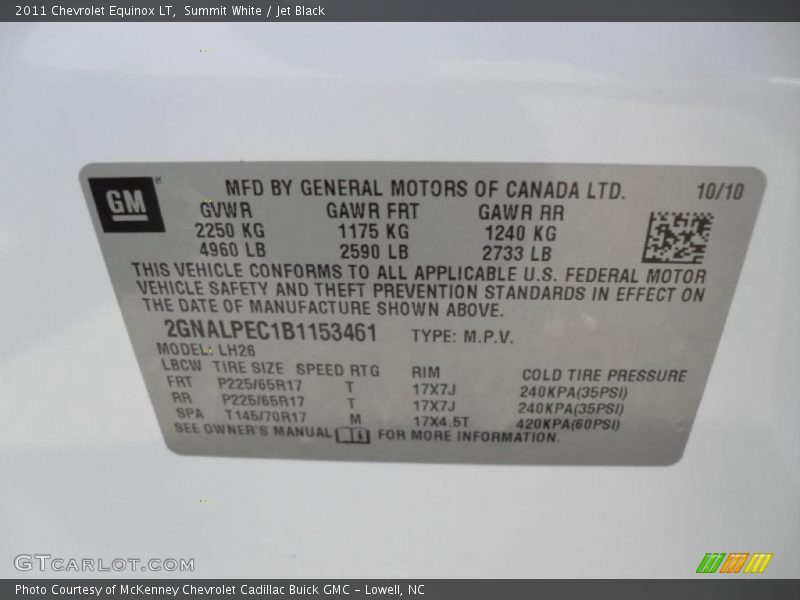 2011 Chevrolet Equinox LT, Summit White / Jet Black
GM
MFD BY GENERAL MOTORS OF CANADA LTD. 10/10
GVWR GAWR FRT GAWR RR
2250 KG 1175 KG 1240 KG
4960 LB 2590 LB 2733 LB
THIS VEHICLE CONFORMS TO ALL APPLICABLE U.S. FEDERAL MOTOR
VEHICLE SAFETY AND THEFT PREVENTION STANDARDS IN EFFECT ON
THE DATE OF MANUFACTURE SHOWN ABOVE.
2GNALPEC1B1153461 TYPE: M.P.V.
MODEL: LH26
LBCW TIRE SIZE SPEED RTG RIM COLD TIRE PRESSURE
FRT P225/65R17 T 17X7J 240KPA(35PSI)
RR P225/65R17 T 17X7J 240KPA(35PSI)
SPA T145/70R17 M 17X4.5T 420KPA(60PSI)
SEE OWNER'S MANUAL FOR MORE INFORMATION.
GTCARLOT.COM
Photo Courtesy of McKenney Chevrolet Cadillac Buick GMC - Lowell, NC